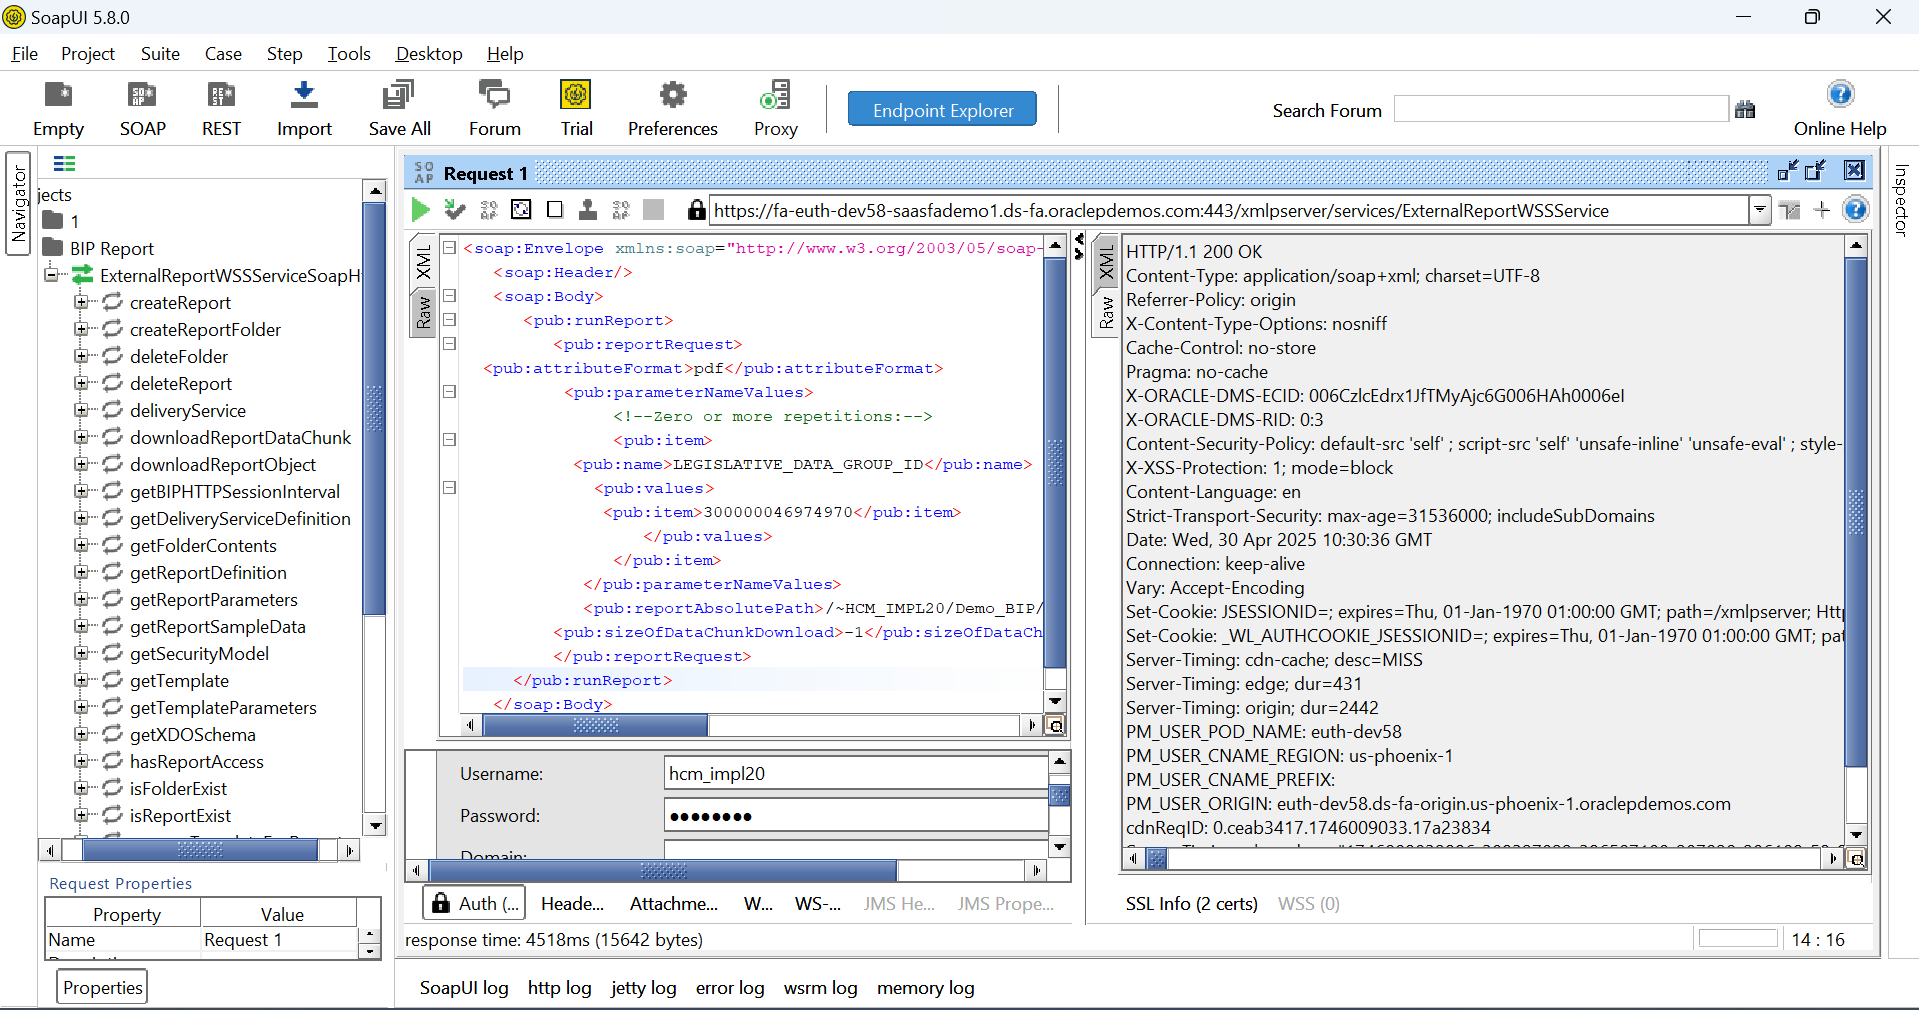 SoapUI 5.8.0
File Project Suite Case Step Tools Desktop Help
Empty SOAP REST Import Save All Forum Trial Preferences Proxy
Endpoint Explorer
Search Forum
Online Help
Navigator
jects
1
BIP Report
ExternalReportWSSServiceSoapH
createReport
createReportFolder
deleteFolder
deleteReport
deliveryService
downloadReportDataChunk
downloadReportObject
getBIPHTTPSessionInterval
getDeliveryServiceDefinition
getFolderContents
getReportDefinition
getReportParameters
getReportSampleData
getSecurityModel
getTemplate
getTemplateParameters
getXDOSchema
hasReportAccess
isFolderExist
isReportExist
Request Properties
Property Value
Name Request 1
Properties
SO
AP
Request 1
https://fa-euth-dev58-saasfademo1.ds-fa.oraclepdemos.com:443/xmlpserver/services/ExternalReportWSSService
XML
Raw
<soap:Envelope xmlns:soap="http://www.w3.org/2003/05/soap-
<soap:Header/>
<soap:Body>
<pub:runReport>
<pub:reportRequest>
<pub:attributeFormat>pdf</pub:attributeFormat>
<pub:parameterNameValues>
<!--Zero or more repetitions:-->
<pub:item>
<pub:name>LEGISLATIVE_DATA_GROUP_ID</pub:name>
<pub:values>
<pub:item>300000046974970</pub:item>
</pub:values>
</pub:item>
</pub:parameterNameValues>
<pub:reportAbsolutePath>/~HCM_IMPL20/Demo_BIP/
<pub:sizeOfDataChunkDownload>-1</pub:sizeOfDataCh
</pub:reportRequest>
</pub:runReport>
</soap:Body>
Username: hcm_impl20
Password: ●●●●●●●●
Domain:
Auth (... Heade... Attachme... W... WS-... JMS He... JMS Prope...
XML
Raw
HTTP/1.1 200 OK
Content-Type: application/soap+xml; charset=UTF-8
Referrer-Policy: origin
X-Content-Type-Options: nosniff
Cache-Control: no-store
Pragma: no-cache
X-ORACLE-DMS-ECID: 006CzlcEdrx1JfTMyAjc6G006HAh0006eI
X-ORACLE-DMS-RID: 0:3
Content-Security-Policy: default-src 'self' ; script-src 'self' 'unsafe-inline' 'unsafe-eval' ; style-
X-XSS-Protection: 1; mode=block
Content-Language: en
Strict-Transport-Security: max-age=31536000; includeSubDomains
Date: Wed, 30 Apr 2025 10:30:36 GMT
Connection: keep-alive
Vary: Accept-Encoding
Set-Cookie: JSESSIONID=; expires=Thu, 01-Jan-1970 01:00:00 GMT; path=/xmlpserver; Htt
Set-Cookie: _WL_AUTHCOOKIE_JSESSIONID=; expires=Thu, 01-Jan-1970 01:00:00 GMT; pat
Server-Timing: cdn-cache; desc=MISS
Server-Timing: edge; dur=431
Server-Timing: origin; dur=2442
PM_USER_POD_NAME: euth-dev58
PM_USER_CNAME_REGION: us-phoenix-1
PM_USER_CNAME_PREFIX:
PM_USER_ORIGIN: euth-dev58.ds-fa-origin.us-phoenix-1.oraclepdemos.com
cdnReqID: 0.ceab3417.1746009033.17a23834
SSL Info (2 certs) WSS (0)
response time: 4518ms (15642 bytes)
14 : 16
Inspector
SoapUI log http log jetty log error log wsrm log memory log